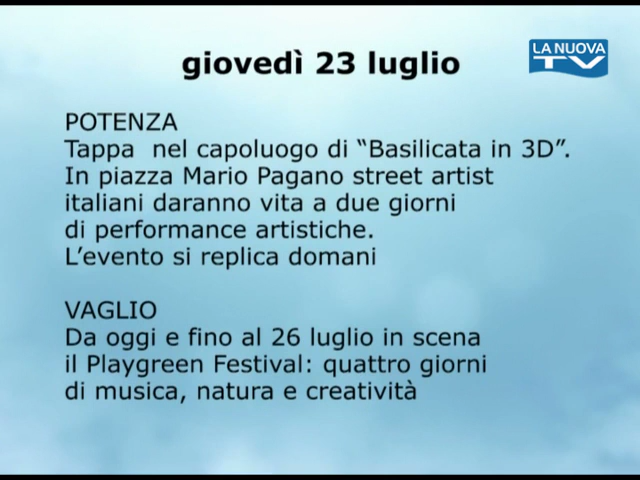 LA NUOVA
TV
giovedì 23 luglio
POTENZA
Tappa  nel capoluogo di “Basilicata in 3D”.
In piazza Mario Pagano street artist
italiani daranno vita a due giorni
di performance artistiche.
L’evento si replica domani
VAGLIO
Da oggi e fino al 26 luglio in scena
il Playgreen Festival: quattro giorni
di musica, natura e creatività